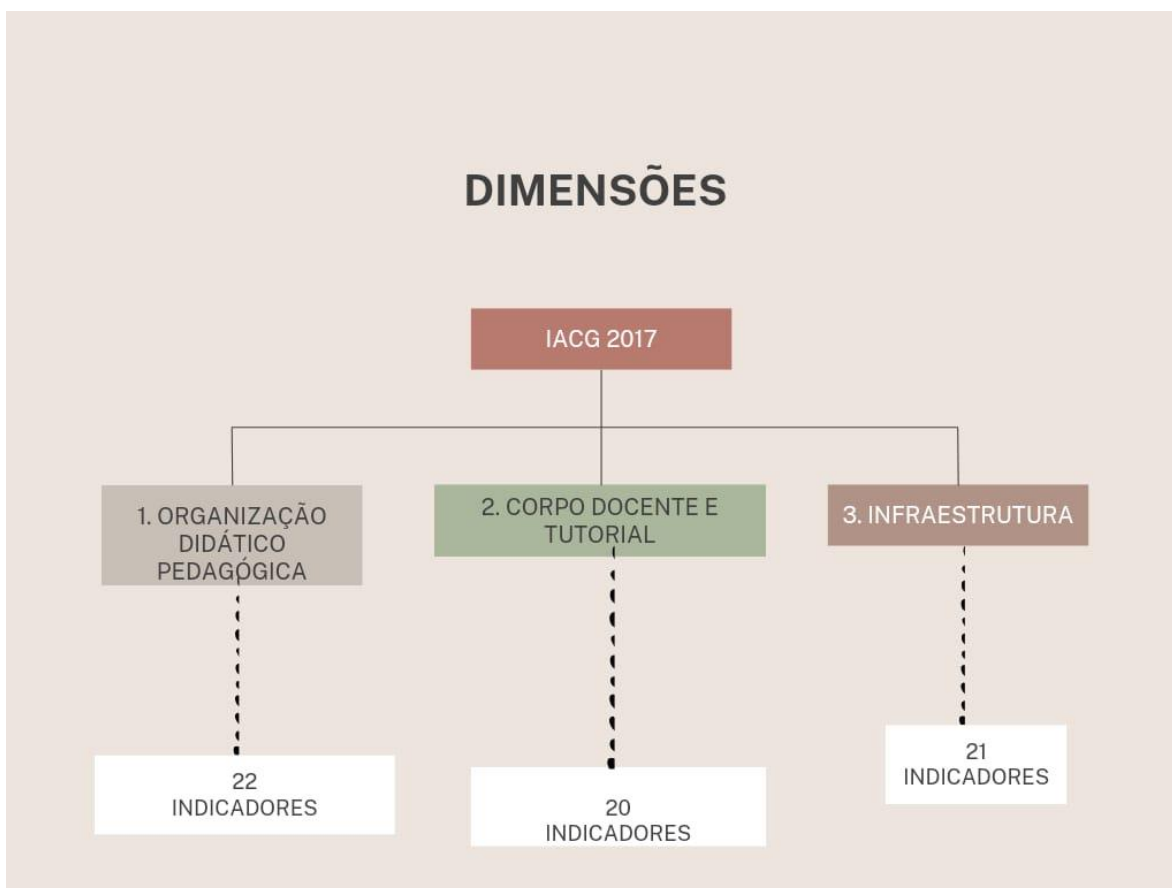 DIMENSÕES
IACG 2017
1. ORGANIZAÇÃO
DIDÁTICO
PEDAGÓGICA
2. CORPO DOCENTE E
TUTORIAL
3. INFRAESTRUTURA
22
INDICADORES
20
INDICADORES
21
INDICADORES